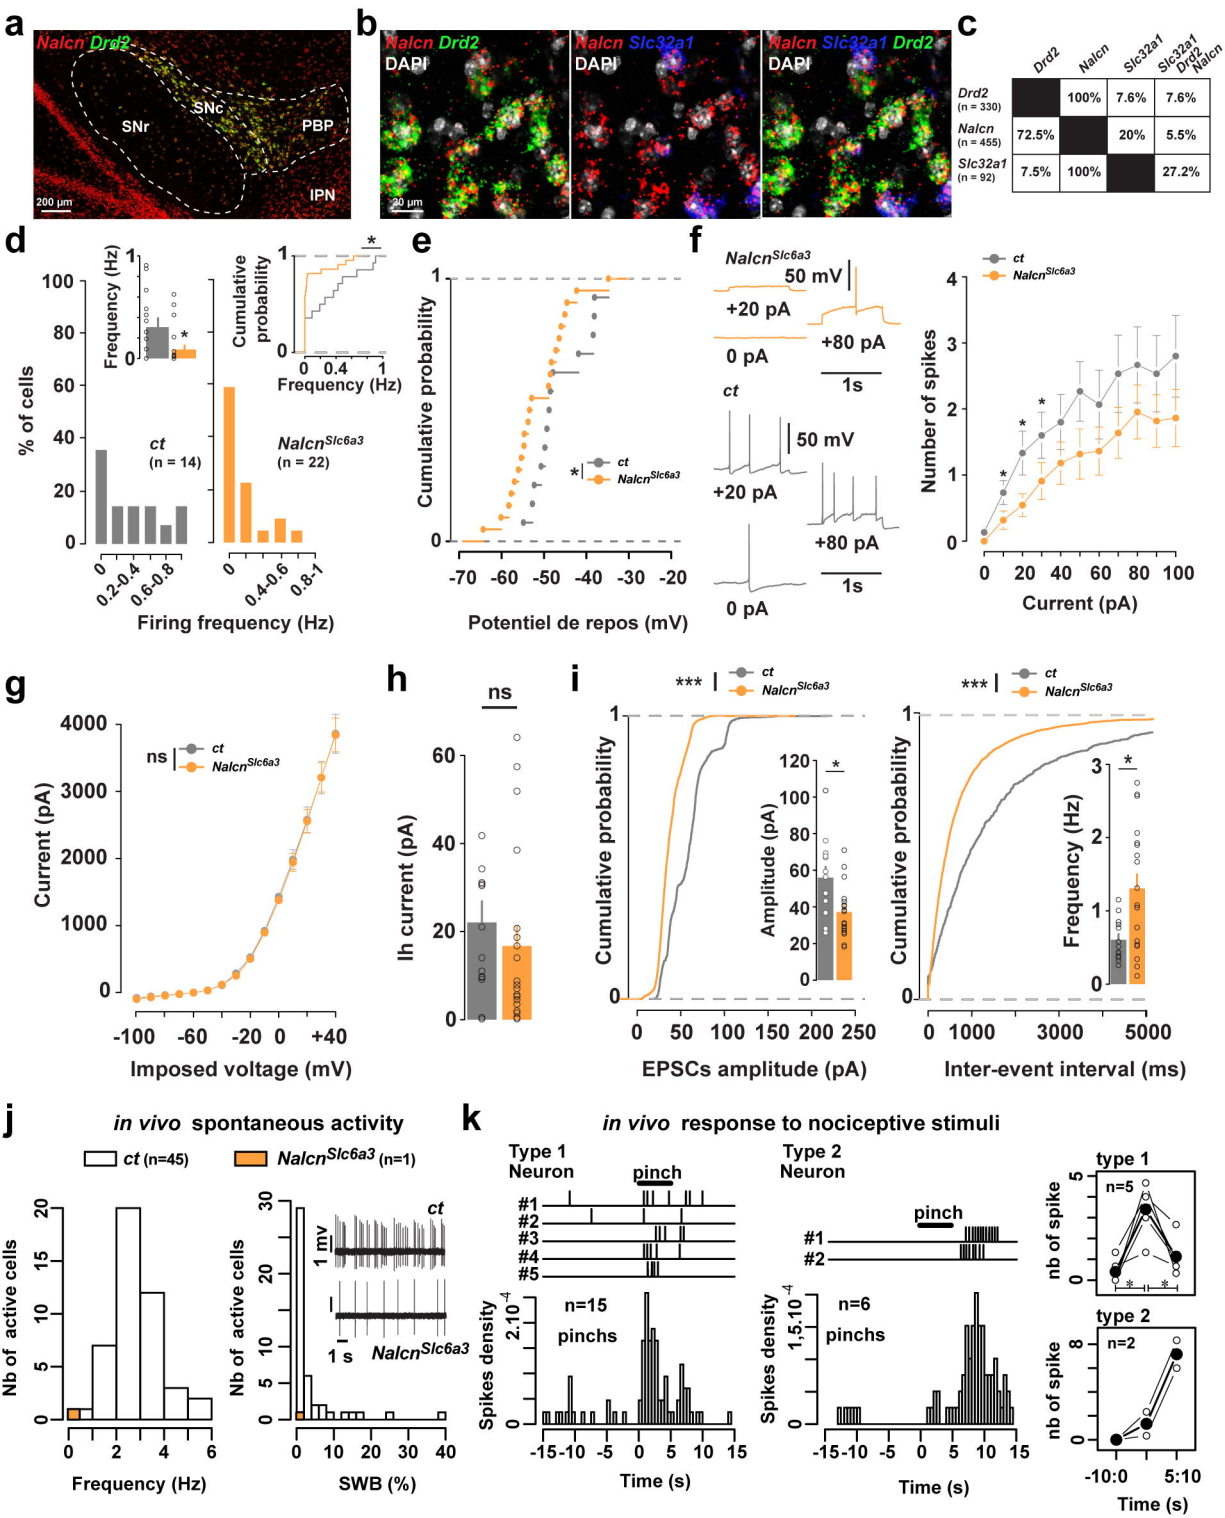 a
Nalcn Drd2
SNc
SNr
PBP
IPN
200 µm
b
Nalcn Drd2
DAPI
20 µm
Nalcn Slc32a1
DAPI
Nalcn Slc32a1 Drd2
DAPI
c
Drd2
Nalcn
Slc32a1
Slc32a1
Drd2
Nalcn
Drd2
(n = 330)
100%
7.6%
7.6%
Nalcn
(n = 455)
72.5%
20%
5.5%
Slc32a1
(n = 92)
7.5%
100%
27.2%
d
% of cells
100
80
60
40
20
0
Frequency (Hz)
1
0
*
ct
(n = 14)
0
0.2-0.4
0.6-0.8
Cumulative
probability
1
0
*
0
0.4
1
Frequency (Hz)
NalcnSlc6a3
(n = 22)
0
0.4-0.6
0.8-1
Firing frequency (Hz)
e
Cumulative probability
1
0
*
ct
NalcnSlc6a3
-70
-60
-50
-40
-30
-20
Potentiel de repos (mV)
f
NalcnSlc6a3
50 mV
+20 pA
0 pA
+80 pA
1s
ct
50 mV
+20 pA
+80 pA
1s
0 pA
ct
NalcnSlc6a3
Number of spikes
4
3
2
1
0
*
*
*
0
20
40
60
80
100
Current (pA)
g
Current (pA)
4000
3000
2000
1000
0
ns
ct
NalcnSlc6a3
-100
-60
-20
0
+40
Imposed voltage (mV)
h
ns
Ih current (pA)
60
40
20
0
i
***
ct
NalcnSlc6a3
Cumulative probability
1
0
Amplitude (pA)
120
100
80
60
40
20
0
*
0
50
100
150
200
250
EPSCs amplitude (pA)
***
ct
NalcnSlc6a3
Cumulative probability
1
0
Frequency (Hz)
3
2
1
0
*
0
1000
3000
5000
Inter-event interval (ms)
j
in vivo spontaneous activity
ct (n=45)
NalcnSlc6a3 (n=1)
Nb of active cells
20
10
5
0
0
2
4
6
Frequency (Hz)
Nb of active cells
30
20
10
5
0
ct
1 mv
1 s
NalcnSlc6a3
0
10
20
30
40
SWB (%)
k
in vivo response to nociceptive stimuli
Type 1
Neuron
pinch
#1
#2
#3
#4
#5
Spikes density
2.10-4
0
n=15
pinchs
-15
-10
-5
0
5
10
15
Time (s)
Type 2
Neuron
pinch
#1
#2
Spikes density
1,5.10-4
0
n=6
pinchs
-15
-10
-5
0
5
10
15
Time (s)
type 1
nb of spike
5
0
n=5
*
*
type 2
nb of spike
8
0
n=2
-10:0
5:10
Time (s)